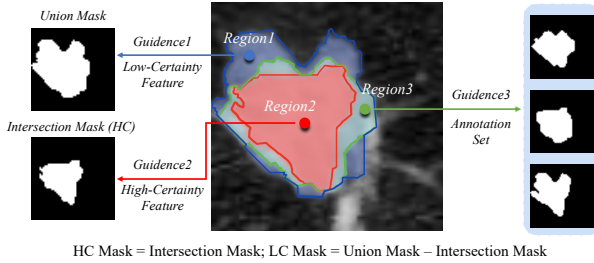 Union Mask
Guidence1
Low-Certainty
Feature
Region1
Region3
Region2
Guidence3
Annotation
Set
Intersection Mask (HC)
Guidence2
High-Certainty
Feature
HC Mask = Intersection Mask; LC Mask = Union Mask – Intersection Mask